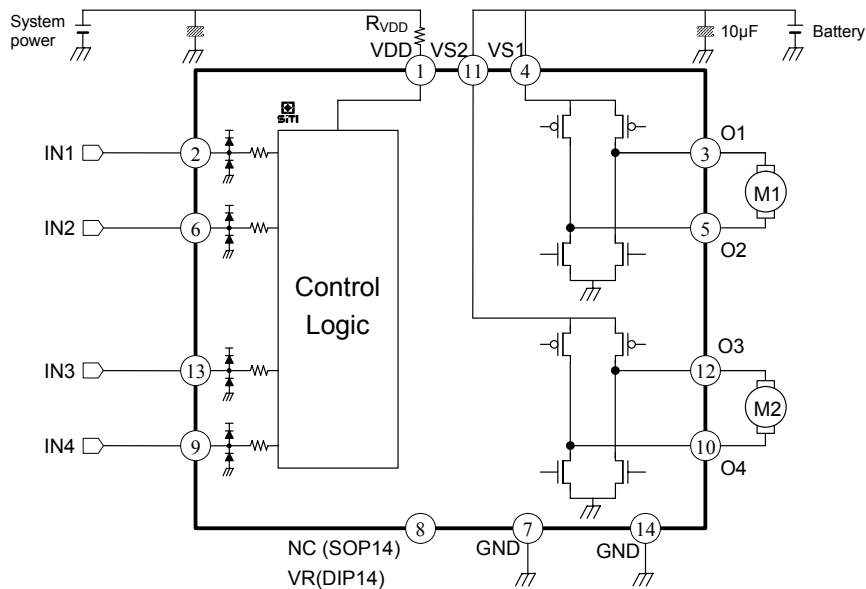 System
power
RVDD
VDD
VS2
VS1
10µF
Battery
1
11
4
SiTI
IN1
2
3
O1
M1
IN2
6
5
O2
Control
Logic
IN3
13
12
O3
M2
IN4
9
10
O4
8
7
14
NC (SOP14)
VR(DIP14)
GND
GND